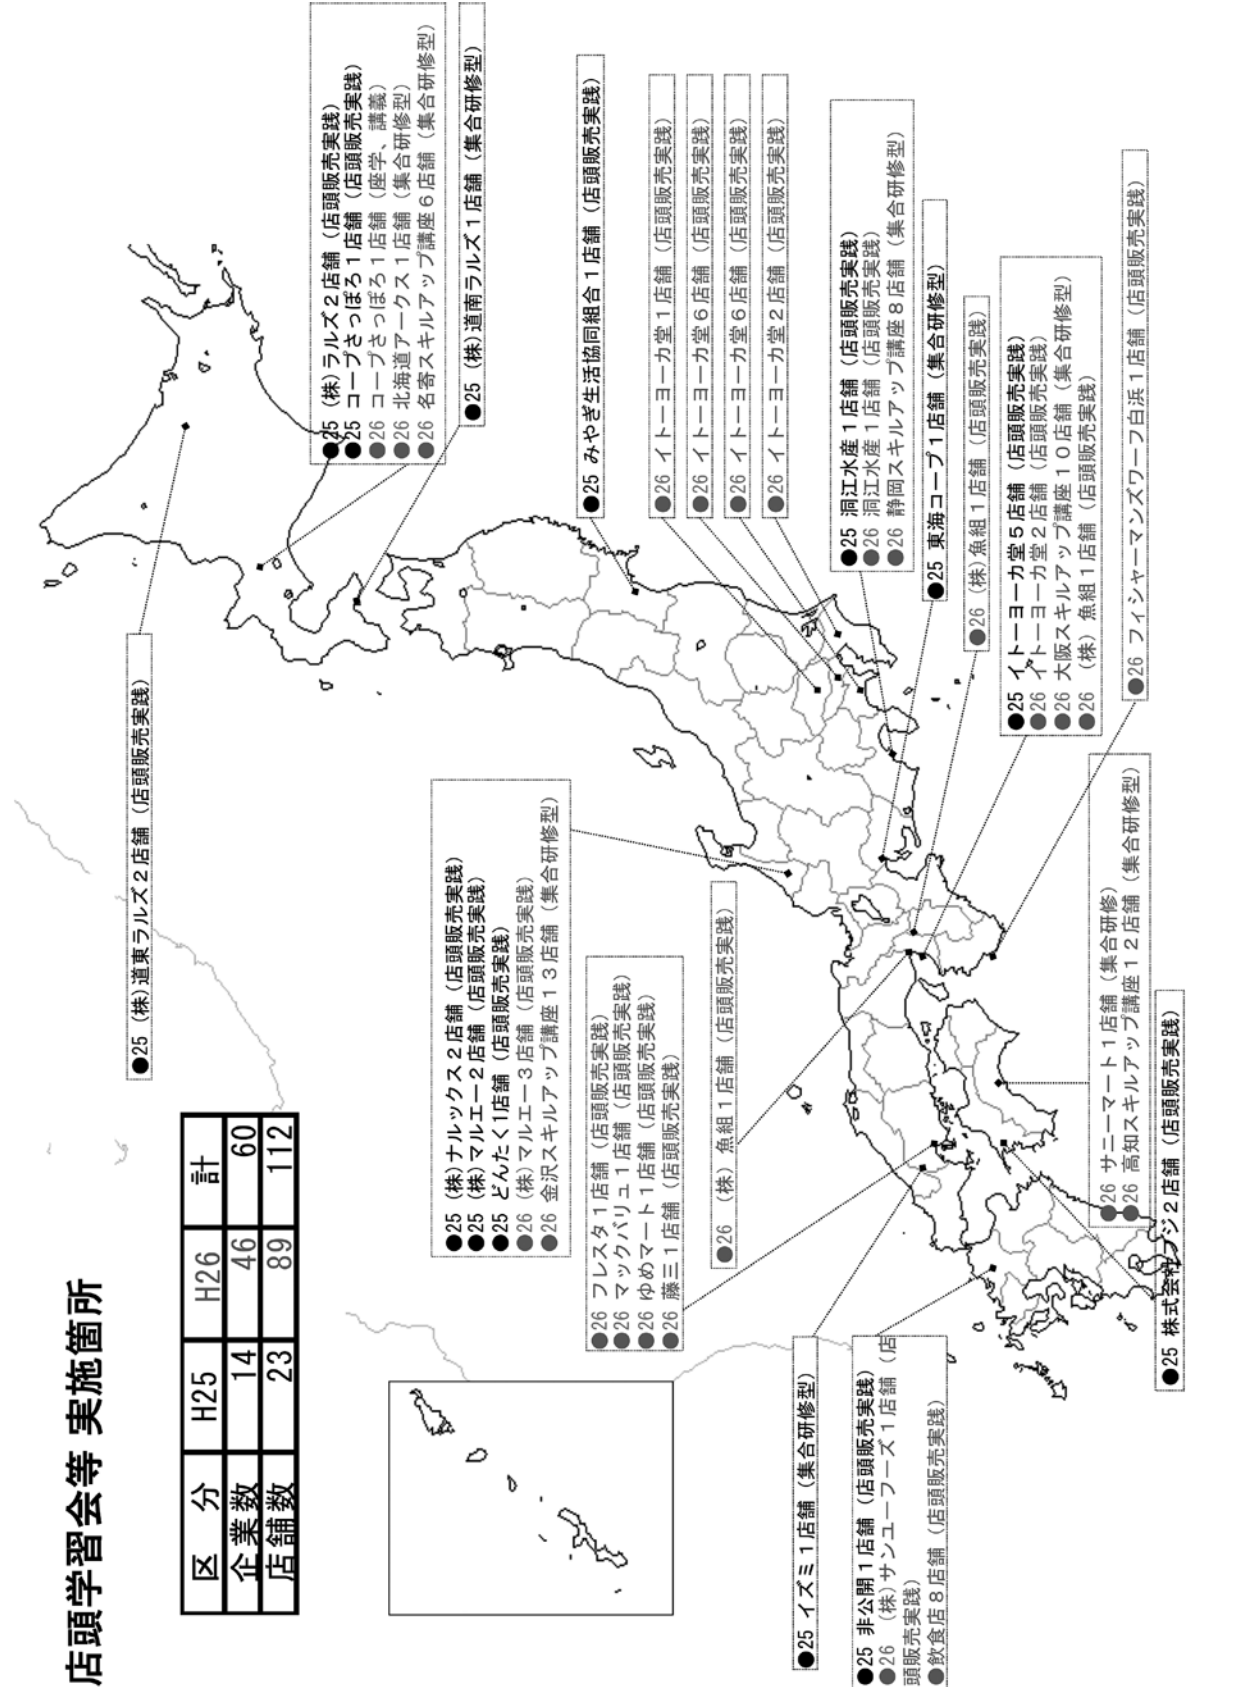 店頭学習会等 実施箇所
区 分 H25 H26 計
企業数 14 46 60
店舗数 23 89 112
●25 (株)道東ラルズ2店舗（店頭販売実践）
●25 (株)ラルズ2店舗（店頭販売実践）
●25 コープさっぽろ1店舗（店頭販売実践）
●26 コープさっぽろ1店舗（座学、講義）
●26 北海道アークス1店舗（集合研修型）
●26 名寄スキルアップ講座6店舗（集合研修型）
●25 (株)道南ラルズ1店舗（集合研修型）
●25 みやぎ生活協同組合1店舗（店頭販売実践）
●26 イトーヨーカ堂1店舗（店頭販売実践）
●26 イトーヨーカ堂6店舗（店頭販売実践）
●26 イトーヨーカ堂6店舗（店頭販売実践）
●26 イトーヨーカ堂2店舗（店頭販売実践）
●25 洞江水産1店舗（店頭販売実践）
●26 洞江水産1店舗（店頭販売実践）
●26 静岡スキルアップ講座8店舗（集合研修型）
●25 東海コープ1店舗（集合研修型）
●26 (株)魚組1店舗（店頭販売実践）
●25 イトーヨーカ堂5店舗（店頭販売実践）
●26 イトーヨーカ堂2店舗（店頭販売実践）
●26 大阪スキルアップ講座10店舗（集合研修型）
●26 （株）魚組1店舗（店頭販売実践）
●26 フィシャーマンズワーフ白浜1店舗（店頭販売実践）
●25 (株)ナルックス2店舗（店頭販売実践）
●25 (株)マルエー2店舗（店頭販売実践）
●25 どんたく1店舗（店頭販売実践）
●26 (株)マルエー3店舗（店頭販売実践）
●26 金沢スキルアップ講座13店舗（集合研修型）
●26 フレスタ1店舗（店頭販売実践）
●26 マックバリュ1店舗（店頭販売実践）
●26 ゆめマート1店舗（店頭販売実践）
●26 藤三1店舗（店頭販売実践）
●26 （株）魚組1店舗（店頭販売実践）
●26 サニーマート1店舗（集合研修）
●26 高知スキルアップ講座12店舗（集合研修型）
●25 株式会社フジ2店舗（店頭販売実践）
●25 イズミ1店舗（集合研修型）
●25 非公開1店舗（店頭販売実践）
●26 （株）サンユーフーズ1店舗（店
頭販売実践）
●飲食店8店舗（店頭販売実践）